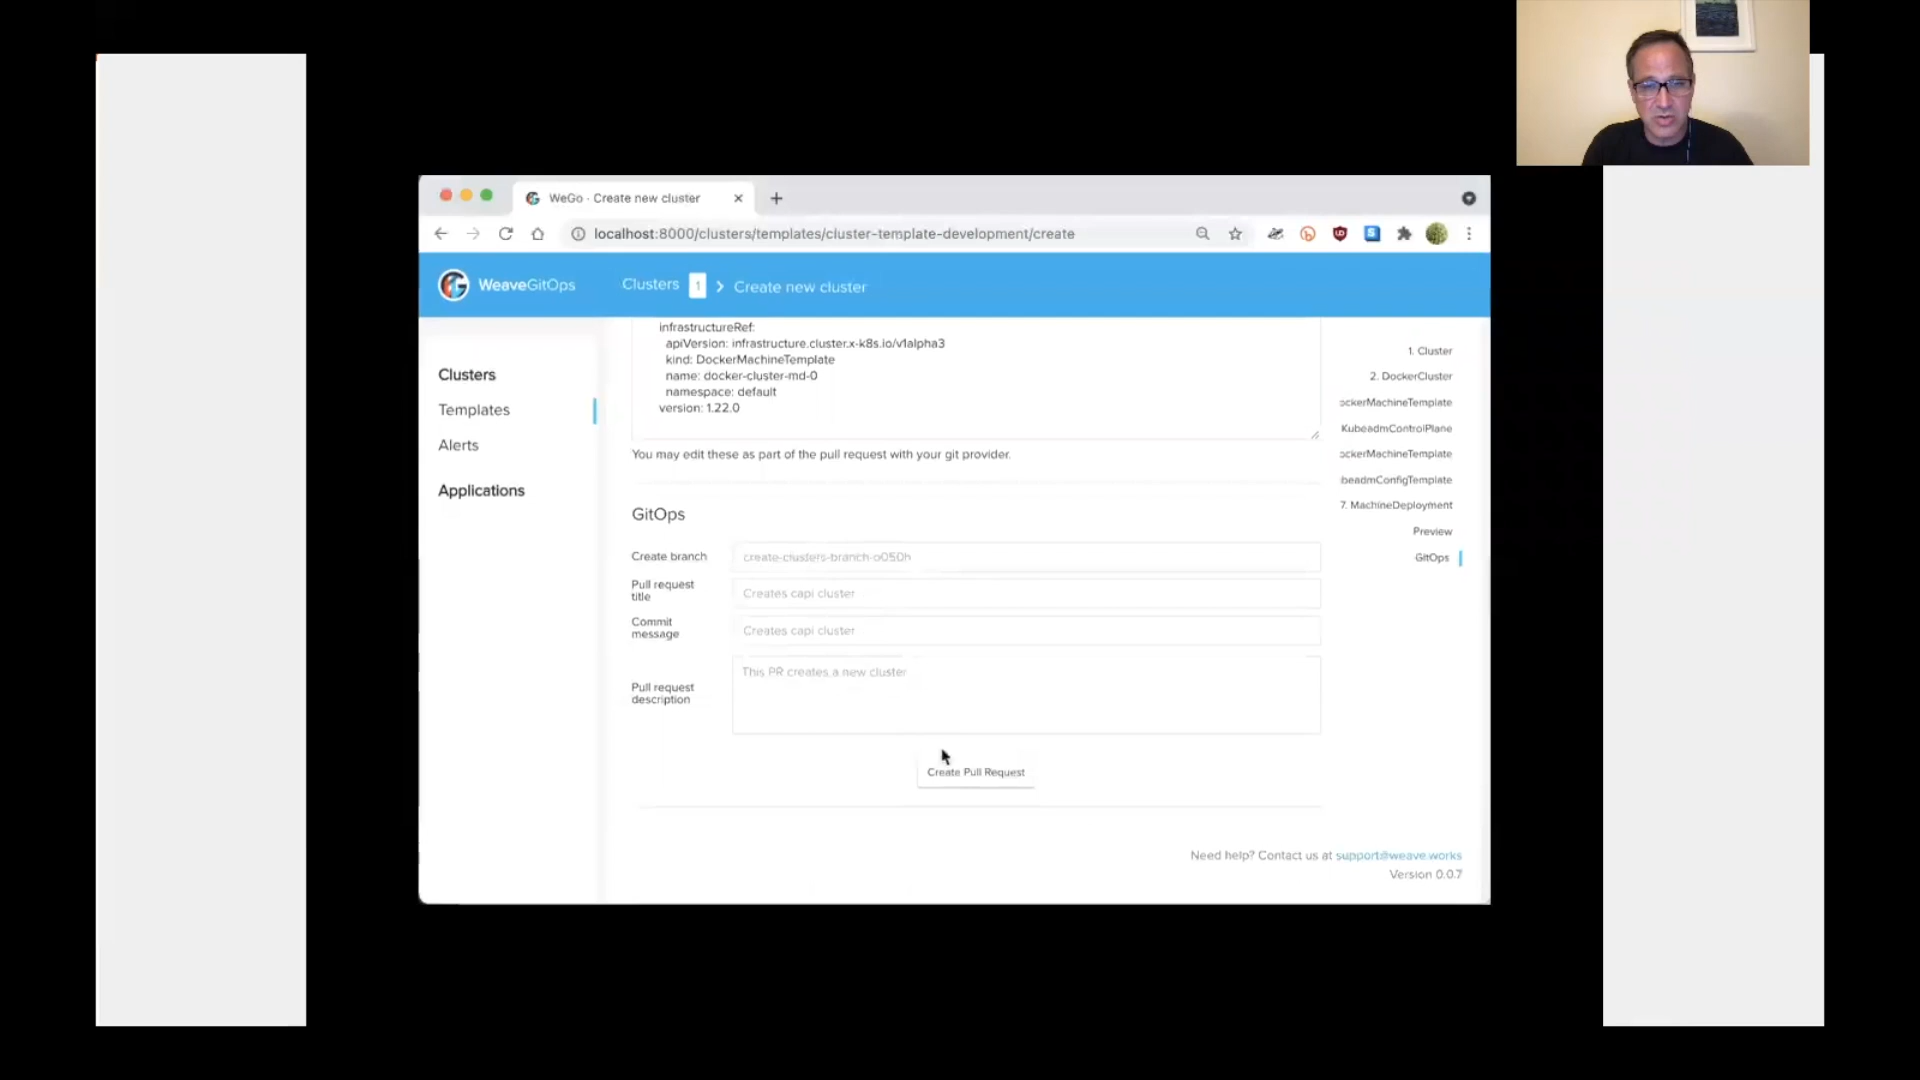 WeGo · Create new cluster
localhost:8000/clusters/templates/cluster-template-development/create
WeaveGitOps
Clusters 1 > Create new cluster
Clusters
Templates
Alerts
Applications
infrastructureRef:
apiVersion: infrastructure.cluster.x-k8s.io/v1alpha3
kind: DockerMachineTemplate
name: docker-cluster-md-0
namespace: default
version: 1.22.0
You may edit these as part of the pull request with your git provider.
GitOps
Create branch
create-clusters-branch-o050h
Pull request
title
Creates capi cluster
Commit
message
Creates capi cluster
Pull request
description
This PR creates a new cluster
Create Pull Request
1. Cluster
2. DockerCluster
ockerMachineTemplate
KubeadmControlPlane
ockerMachineTemplate
beadmConfigTemplate
7. MachineDeployment
Preview
GitOps
Need help? Contact us at support@weave.works
Version 0.0.7